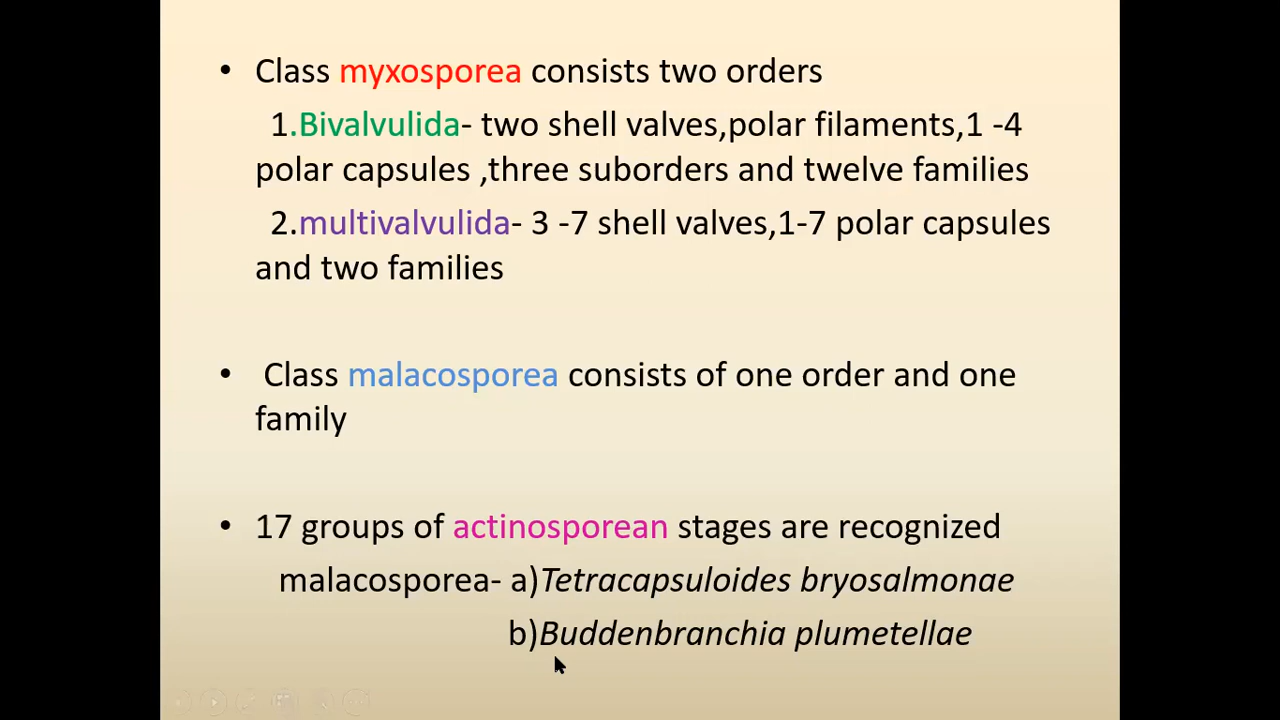 • Class myxosporea consists two orders
1.Bivalvulida- two shell valves,polar filaments,1 -4
polar capsules ,three suborders and twelve families
2.multivalvulida- 3 -7 shell valves,1-7 polar capsules
and two families
• Class malacosporea consists of one order and one
family
• 17 groups of actinosporean stages are recognized
malacosporea- a)Tetracapsuloides bryosalmonae
b)Buddenbranchia plumetellae